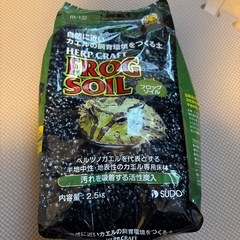 RX-132
自然に近い
カエルの飼育環境をつくる土
HERP CRAFT
FROG
SOIL
フロッグ
ソイル
ベルツノガエルを代表とする
半地中性・地表性のカエル専用床材
汚れを吸着する活性炭入
内容量：2.5kg
SUDO